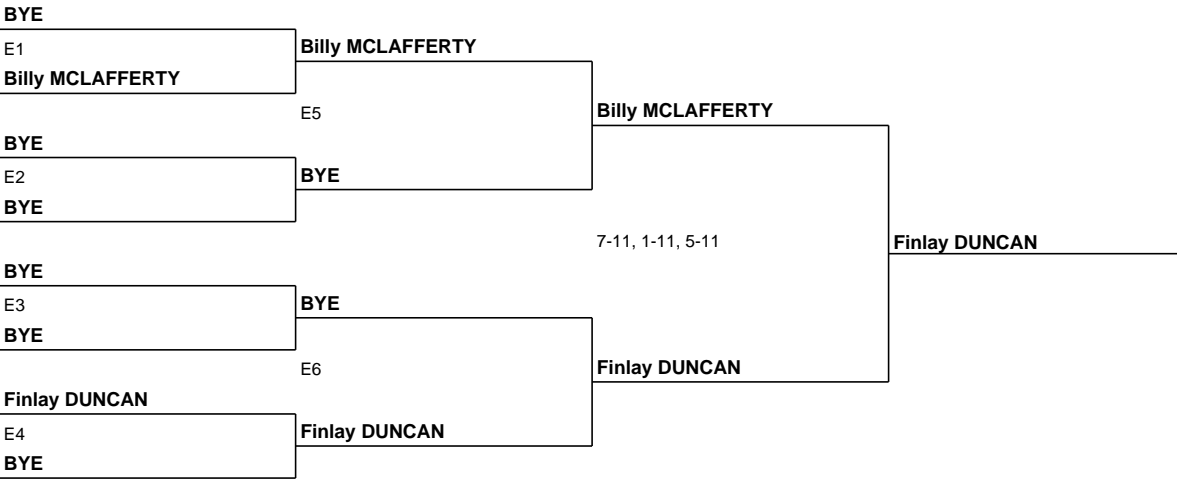 BYE
E1
Billy MCLAFFERTY
BYE
E2
BYE
BYE
E3
BYE
Finlay DUNCAN
E4
BYE
Billy MCLAFFERTY
E5
BYE
BYE
E6
Finlay DUNCAN
Billy MCLAFFERTY
7-11, 1-11, 5-11
Finlay DUNCAN
Finlay DUNCAN